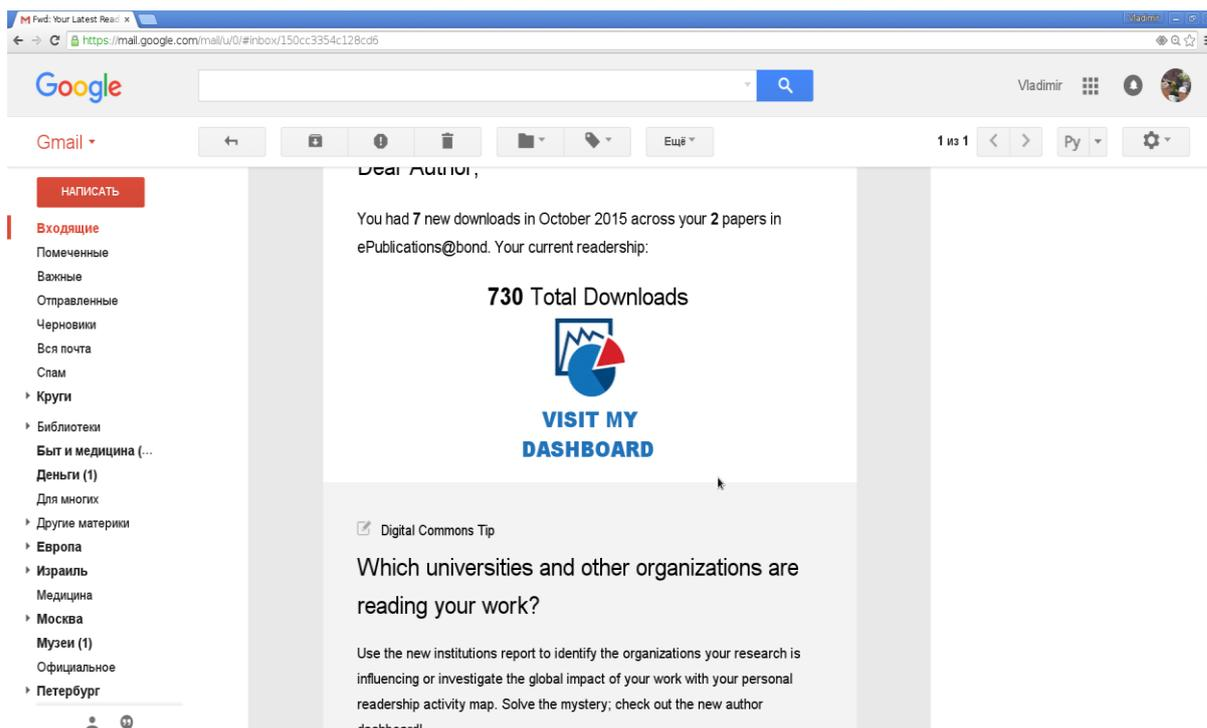 Fwd: Your Latest Read
Vladimir
https://mail.google.com/mail/u/0/#inbox/150cc3354c128cd6
Google
Vladimir
Gmail
Ещё
1 из 1
Ру
НАПИСАТЬ
Входящие
Помеченные
Важные
Отправленные
Черновики
Вся почта
Спам
Круги
Библиотеки
Быт и медицина (...
Деньги (1)
Для многих
Другие материки
Европа
Израиль
Медицина
Москва
Музеи (1)
Официальное
Петербург
Dear Author,
You had 7 new downloads in October 2015 across your 2 papers in
ePublications@bond. Your current readership:
730 Total Downloads
VISIT MY
DASHBOARD
Digital Commons Tip
Which universities and other organizations are
reading your work?
Use the new institutions report to identify the organizations your research is
influencing or investigate the global impact of your work with your personal
readership activity map. Solve the mystery; check out the new author
dashboard!